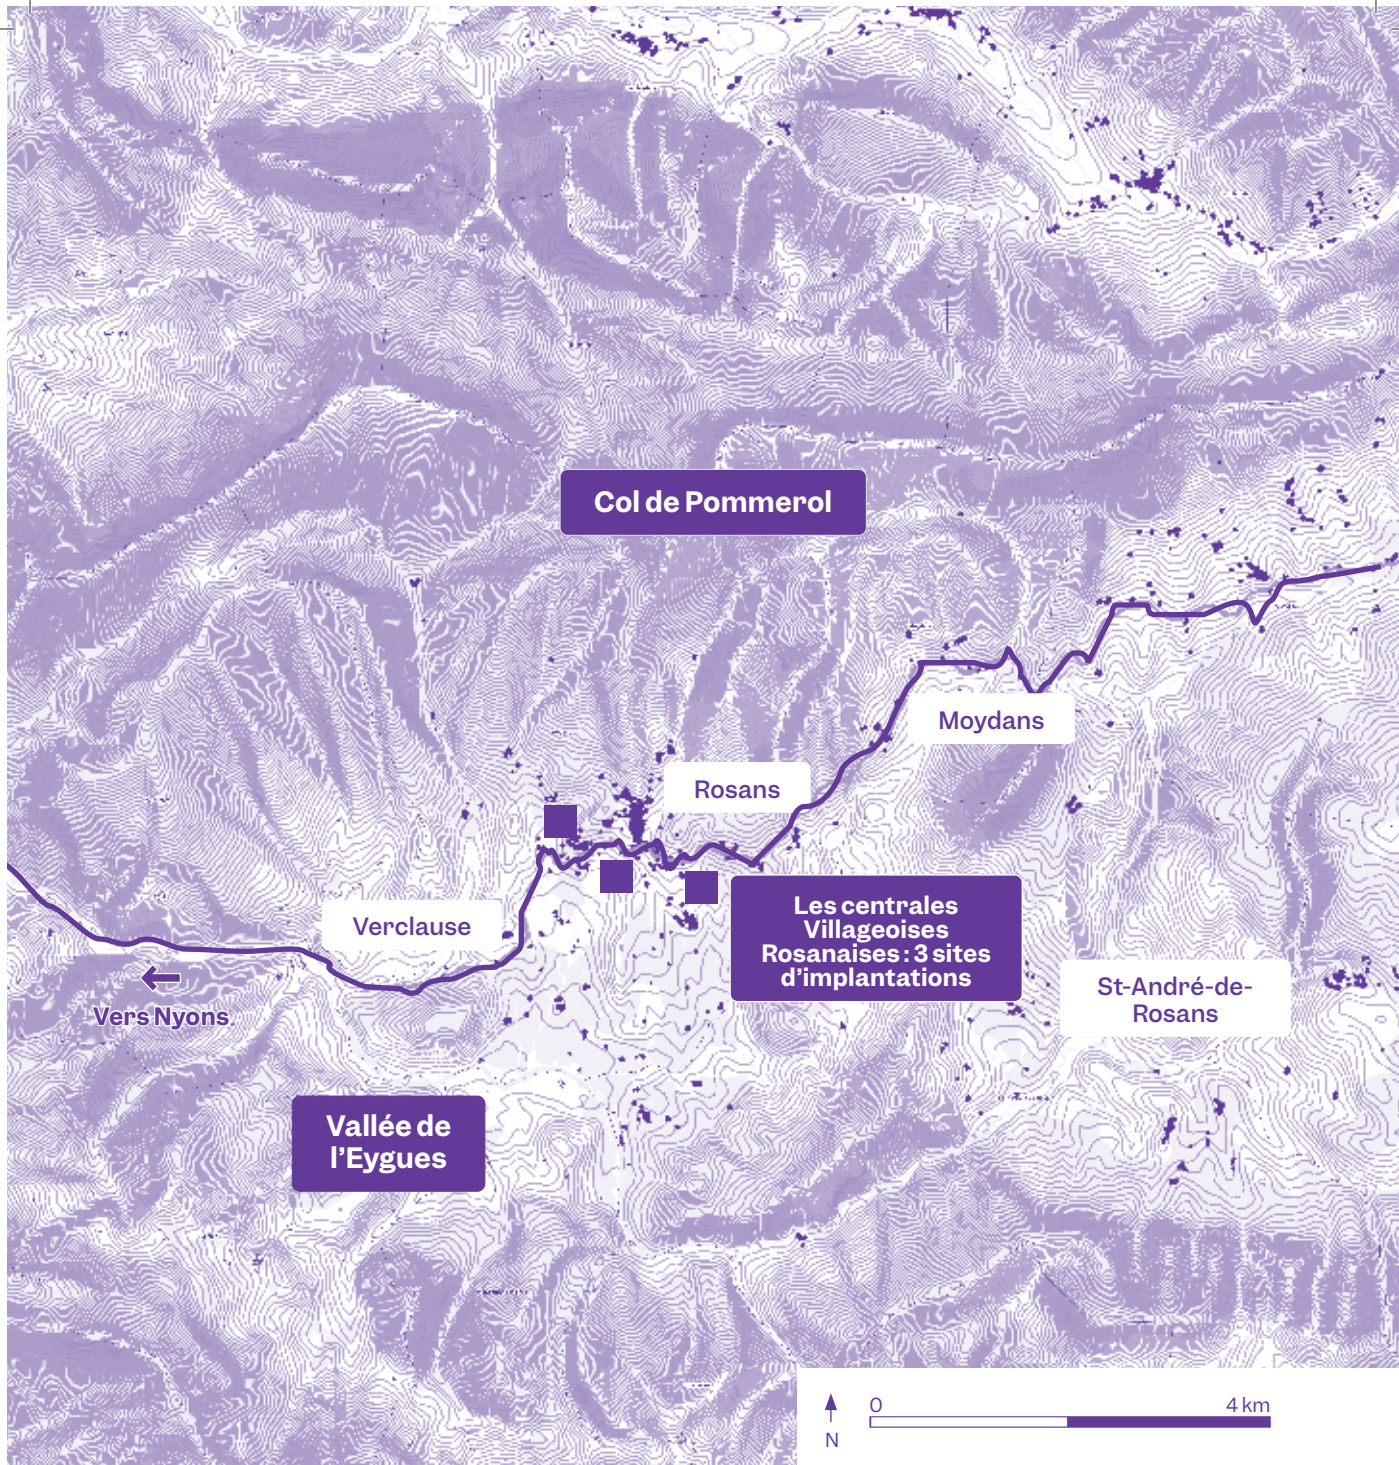 Col de Pommerol
Moydans
Rosans
Les centrales
Villageoises
Rosanaises : 3 sites
d'implantations
Verclause
←
Vers Nyons
St-André-de-
Rosans
Vallée de
l'Eygues
0 4 km
N